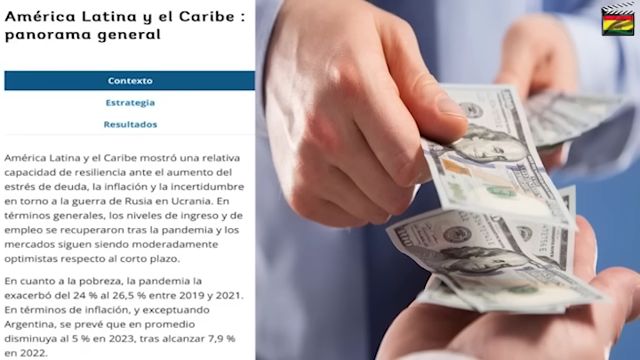 América Latina y el Caribe :
panorama general
Contexto
Estrategia
Resultados
América Latina y el Caribe mostró una relativa
capacidad de resiliencia ante el aumento del
estrés de deuda, la inflación y la incertidumbre
en torno a la guerra de Rusia en Ucrania. En
términos generales, los niveles de ingreso y de
empleo se recuperaron tras la pandemia y los
mercados siguen siendo moderadamente
optimistas respecto al corto plazo.
En cuanto a la pobreza, la pandemia la
exacerbó del 24 % al 26,5 % entre 2019 y 2021.
En términos de inflación, y exceptuando
Argentina, se prevé que en promedio
disminuya al 5 % en 2023, tras alcanzar 7,9 %
en 2022.